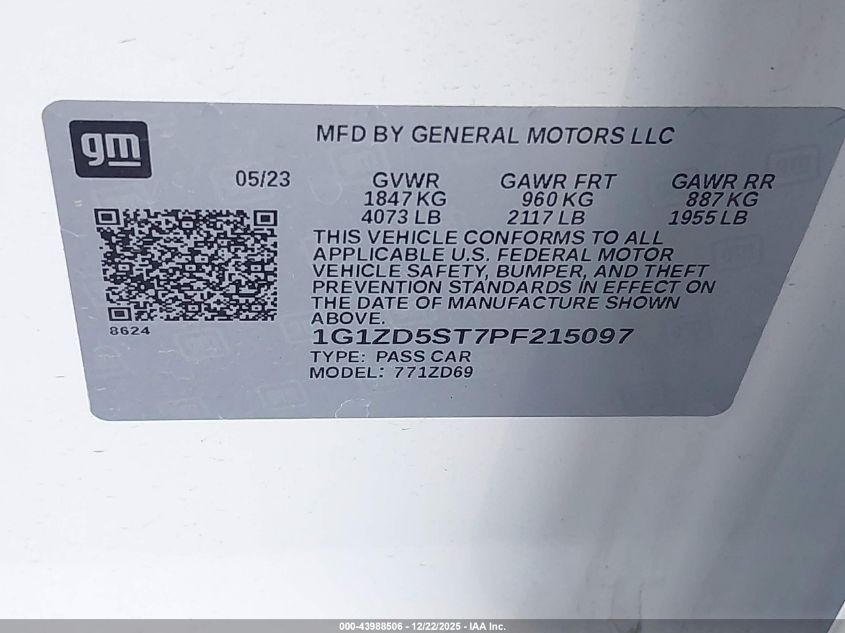 gm
MFD BY GENERAL MOTORS LLC
05/23 GVWR GAWR FRT GAWR RR
1847 KG 960 KG 887 KG
4073 LB 2117 LB 1955 LB
THIS VEHICLE CONFORMS TO ALL
APPLICABLE U.S. FEDERAL MOTOR
VEHICLE SAFETY, BUMPER, AND THEFT
PREVENTION STANDARDS IN EFFECT ON
THE DATE OF MANUFACTURE SHOWN
ABOVE.
8624
1G1ZD5ST7PF215097
TYPE: PASS CAR
MODEL: 771ZD69
000-43988506 - 12/22/2025 - IAA Inc.